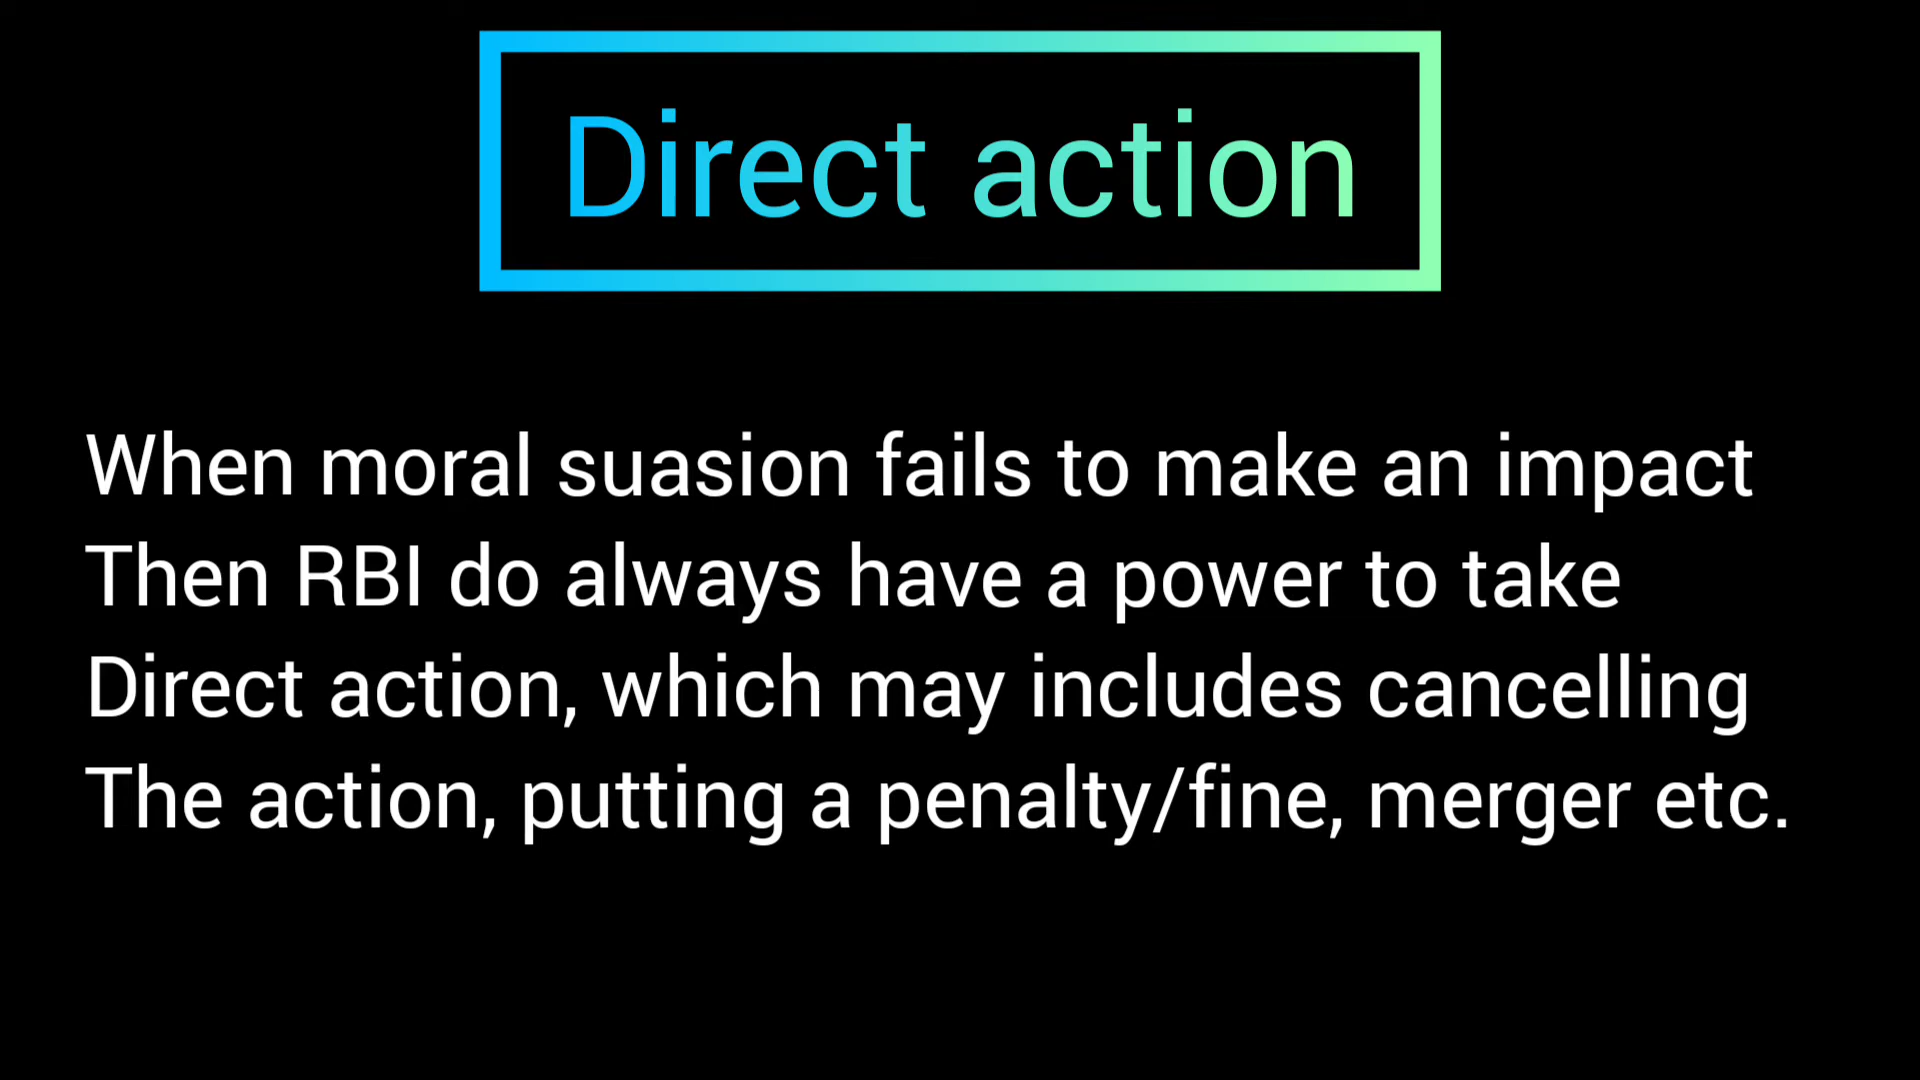 Direct action
When moral suasion fails to make an impact
Then RBI do always have a power to take
Direct action, which may includes cancelling
The action, putting a penalty/fine, merger etc.